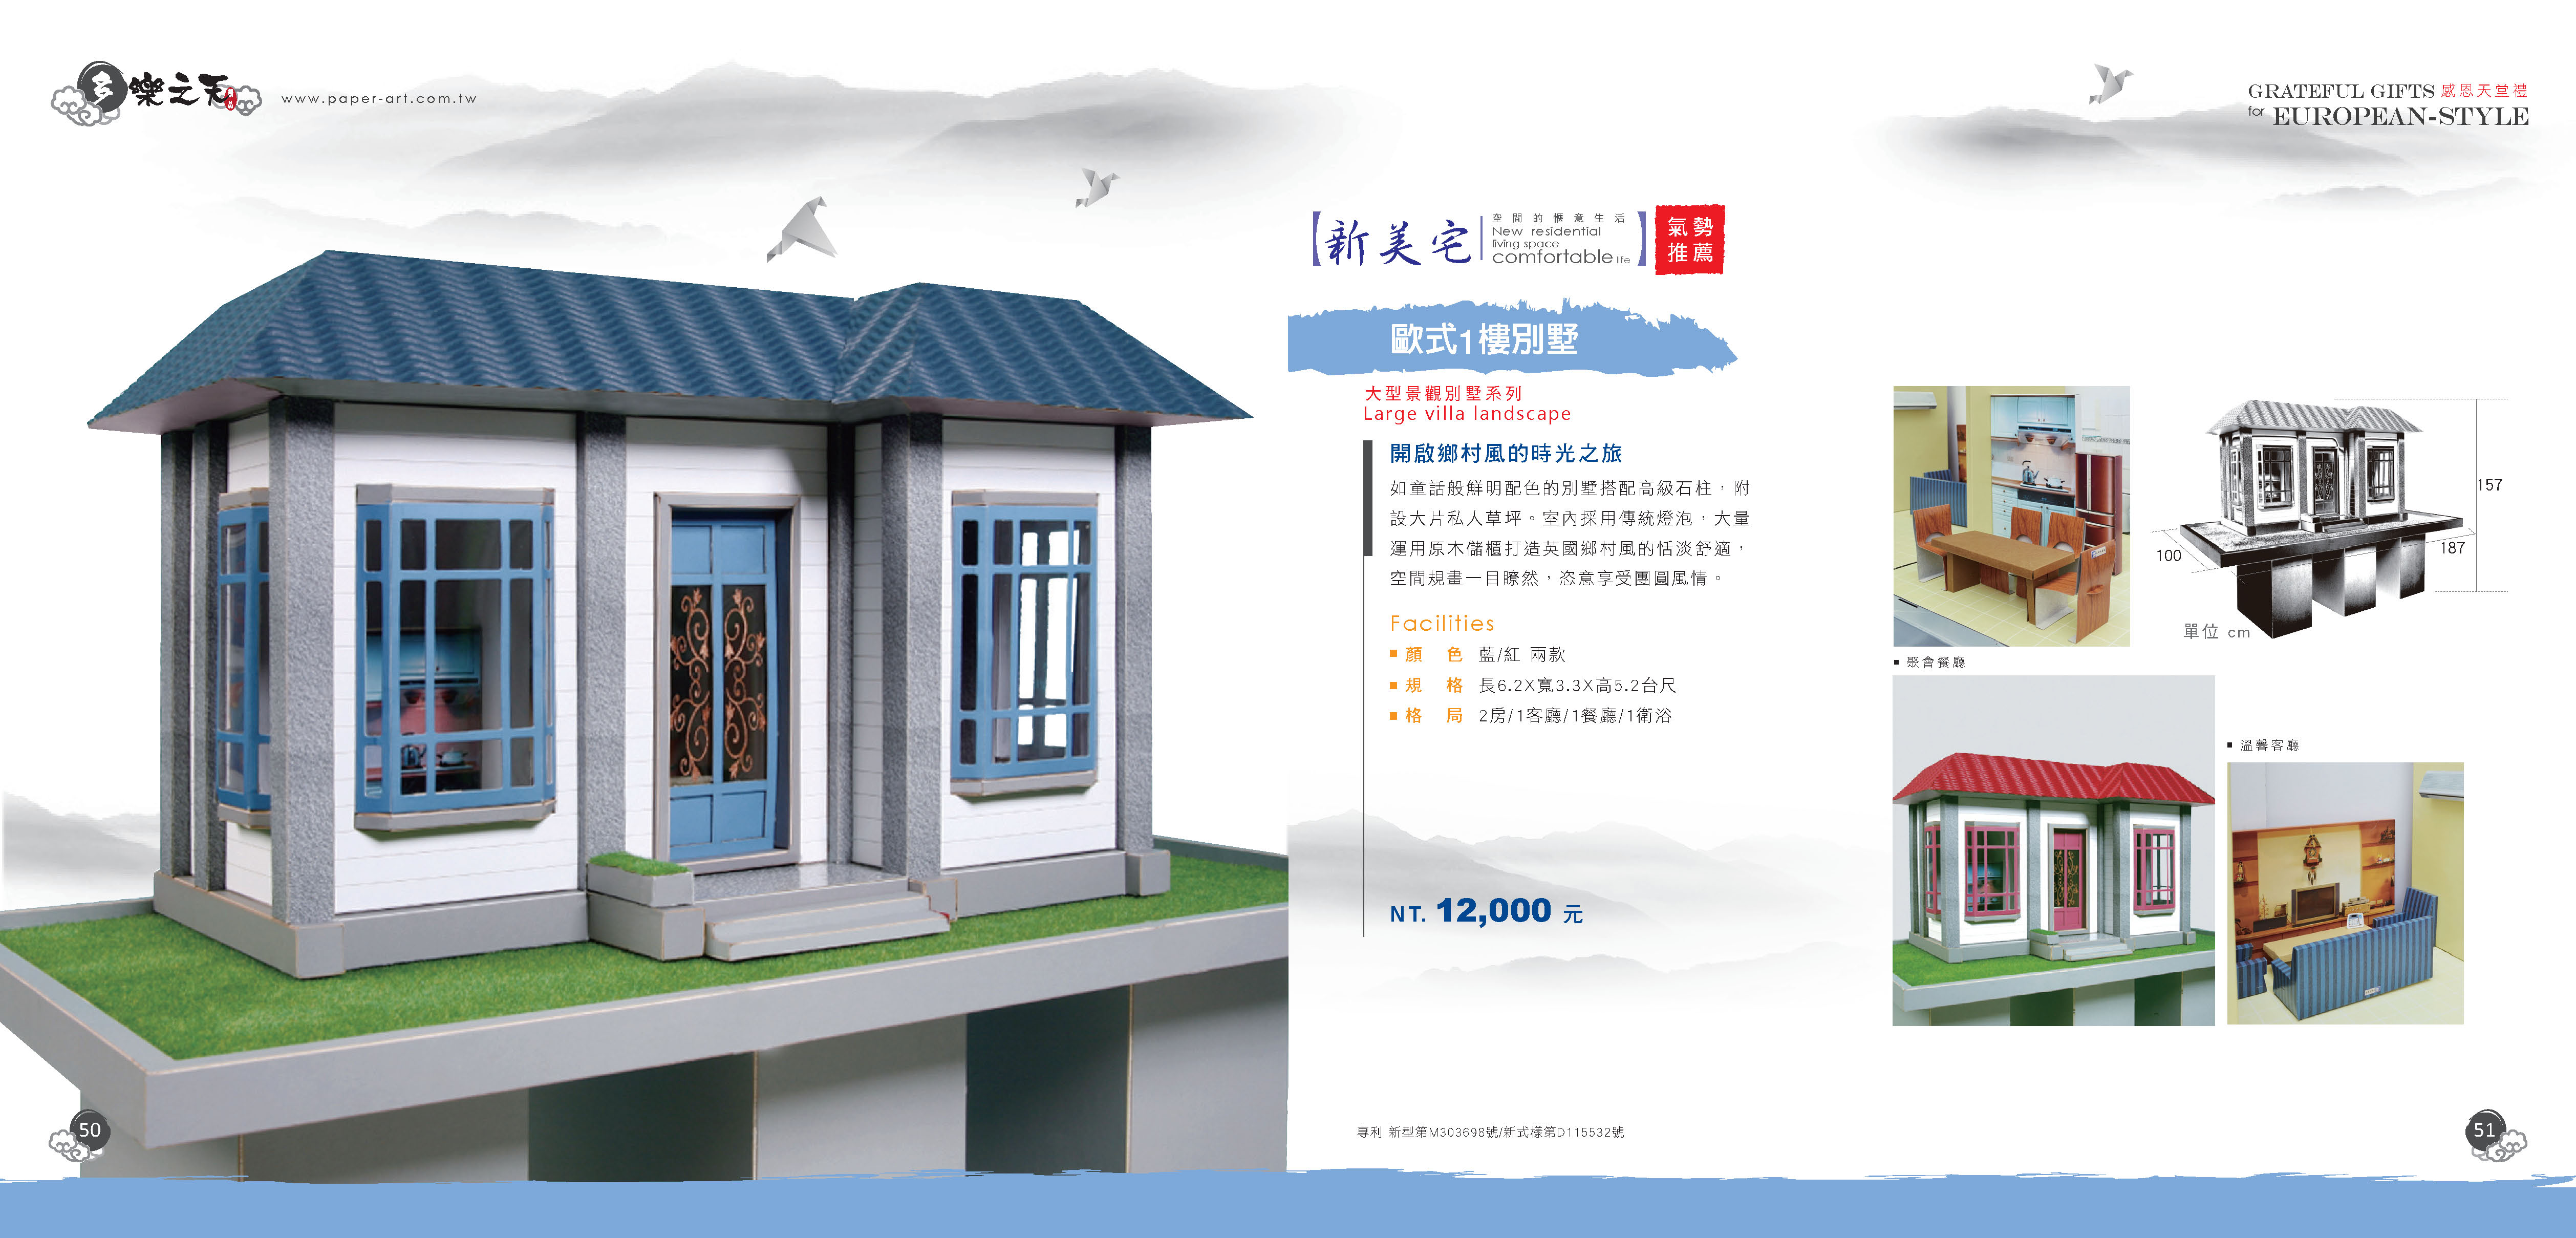 玄樂之天
www.paper-art.com.tw
GRATEFUL GIFTS 感恩天堂禮
for EUROPEAN-STYLE
新美宅
空間的愜意生活
New residential
living space
comfortable life
氣勢
推薦
歐式1樓別墅
大型景觀別墅系列
Large villa landscape
開啟鄉村風的時光之旅
如童話般鮮明配色的別墅搭配高級石柱，附
設大片私人草坪。室內採用傳統燈泡，大量
運用原木儲櫃打造英國鄉村風的恬淡舒適，
空間規畫一目瞭然，恣意享受團圓風情。
Facilities
顏 色 藍/紅 兩款
規 格 長6.2X寬3.3X高5.2台尺
格 局 2房/1客廳/1餐廳/1衛浴
NT. 12,000 元
專利 新型第M303698號/新式樣第D115532號
157
187
100
單位 cm
聚會餐廳
溫馨客廳
50
51